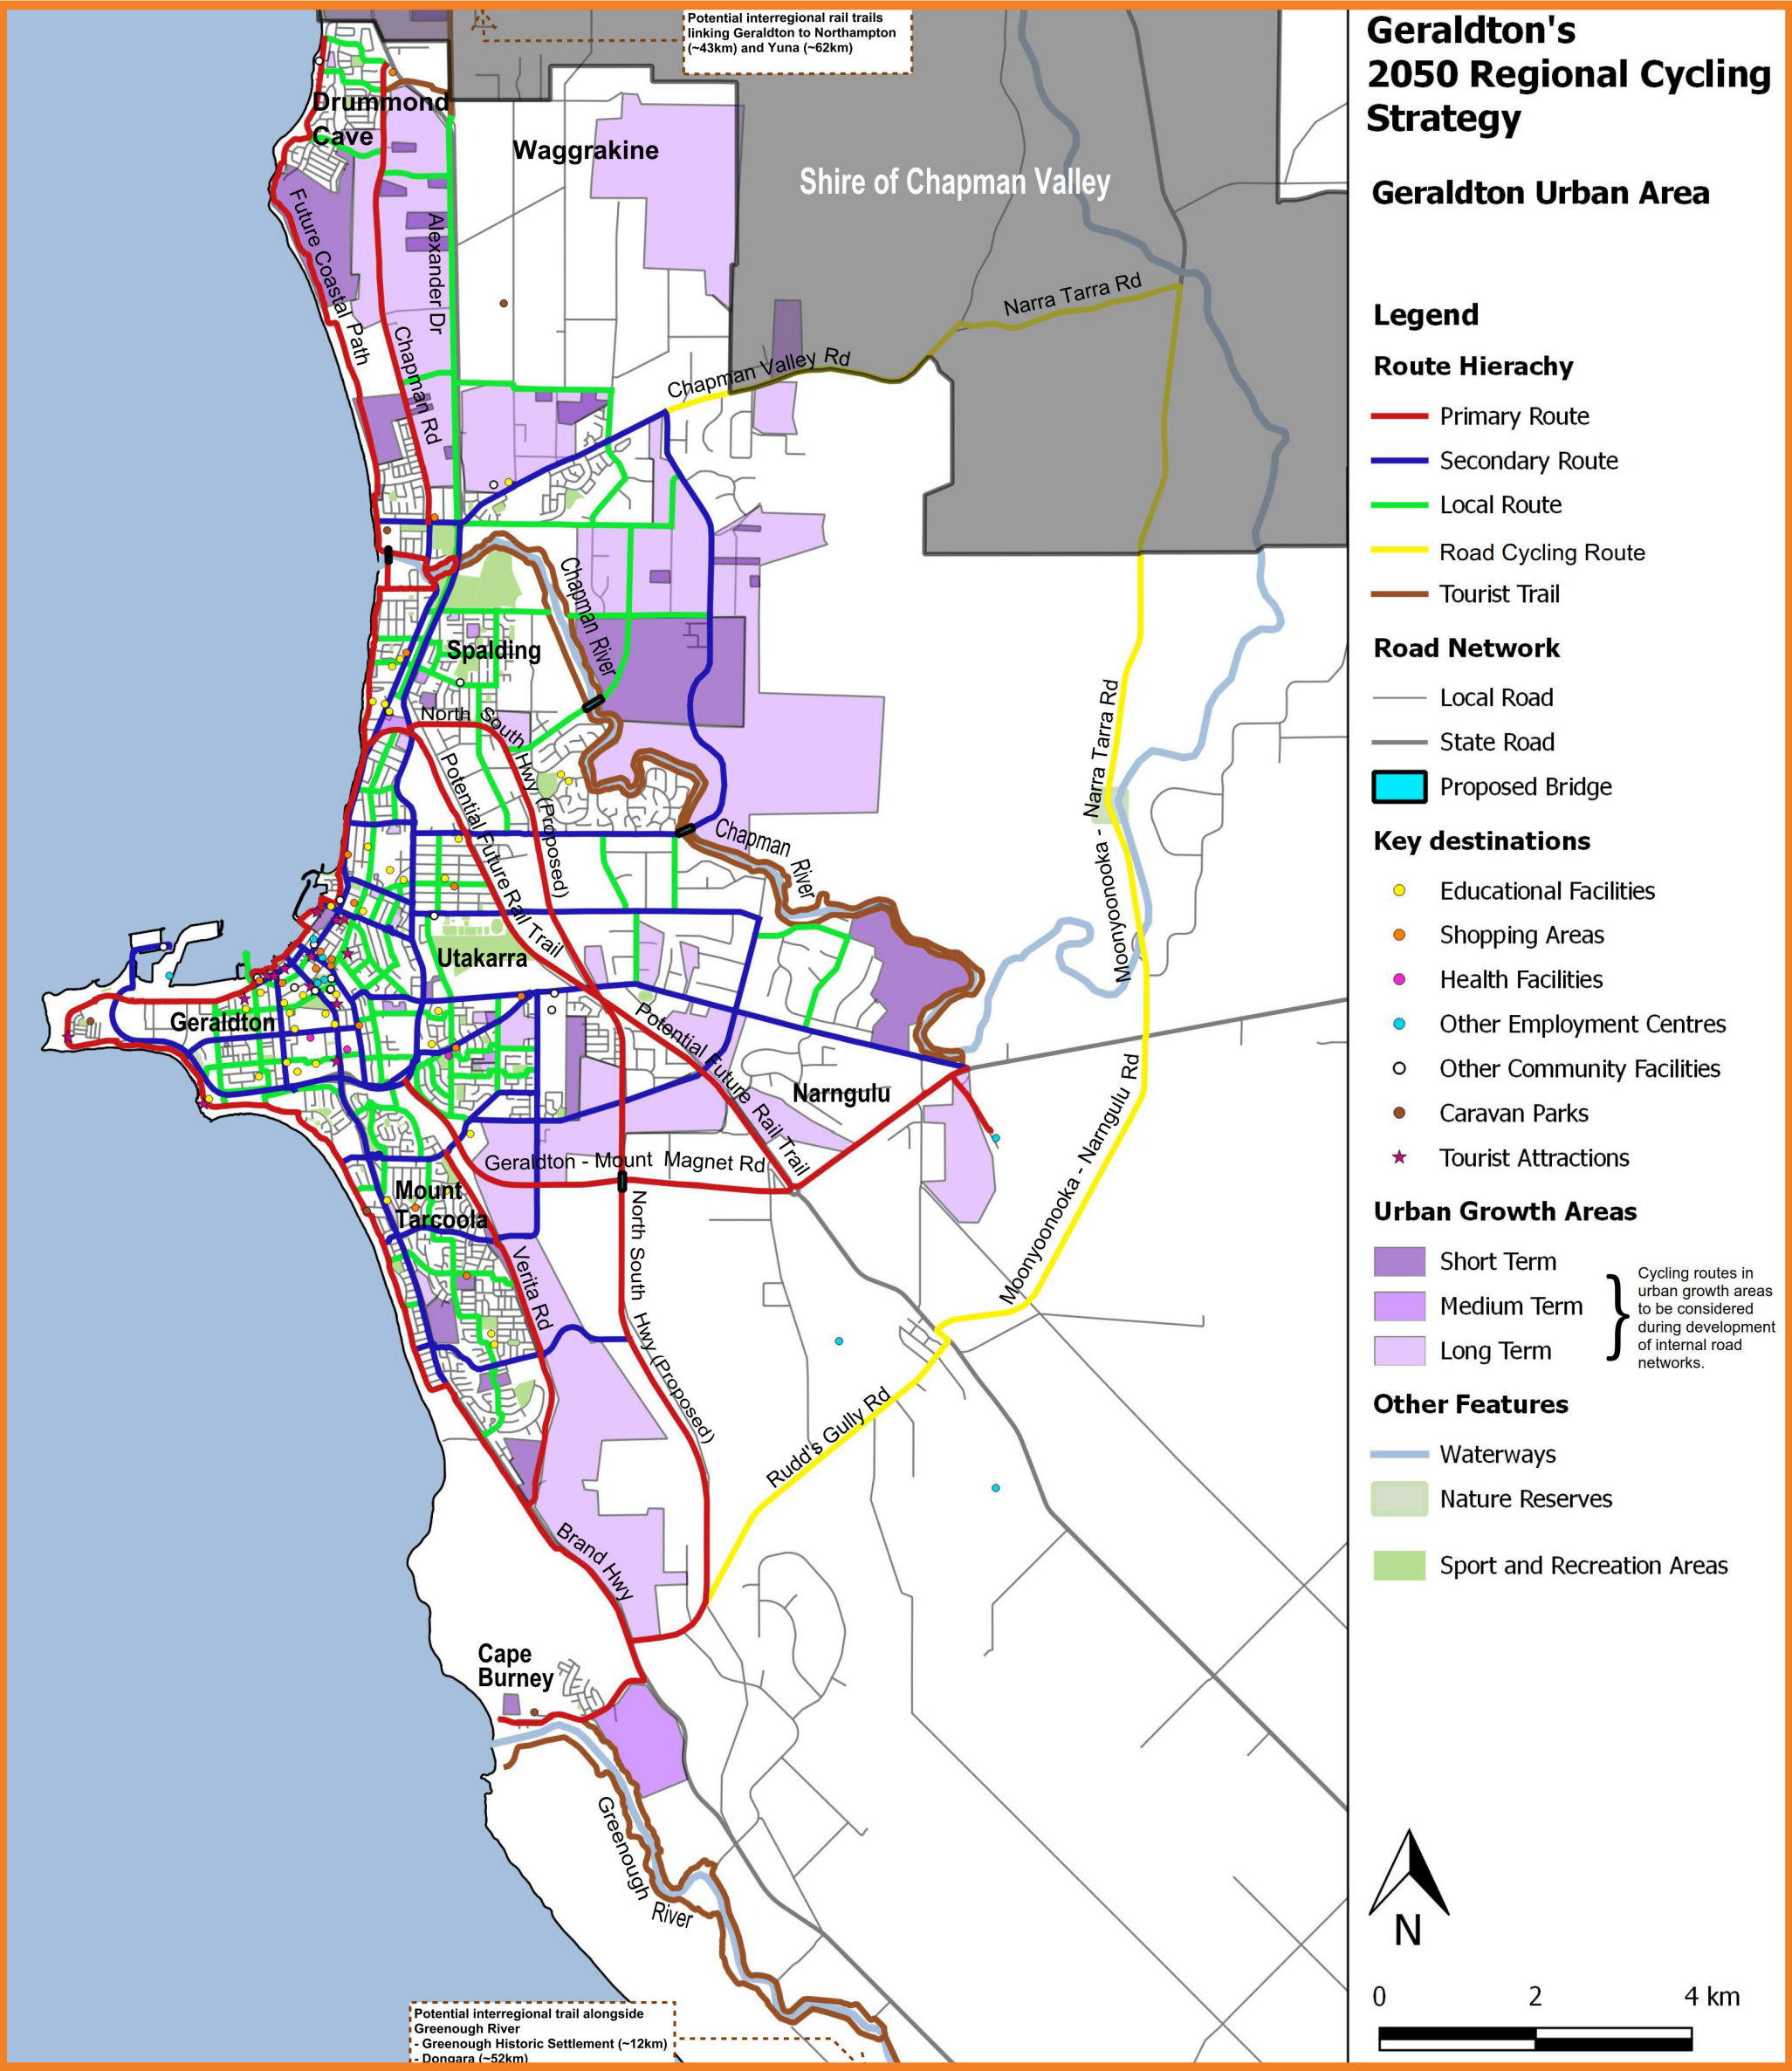 Potential interregional rail trails
linking Geraldton to Northampton
(~43km) and Yuna (~62km)
Drummond
Cave
Waggrakine
Shire of Chapman Valley
Future Coastal Path
Alexander Dr
Chapman Rd
Narra Tarra Rd
Chapman Valley Rd
Chapman River
Spalding
North South Hwy (Proposed)
Potential Future Rail Trail
Moonyoonooka - Narra Tarra Rd
Chapman River
Utakarra
Geraldton
Potential Future Rail Trail
Narngulu
Geraldton - Mount Magnet Rd
Moonyoonooka - Narngulu Rd
Mount
Tarcoola
Verita Rd
North South Hwy (Proposed)
Rudd's Gully Rd
Brand Hwy
Cape
Burney
Greenough River
Potential interregional trail alongside
Greenough River
- Greenough Historic Settlement (~12km)
- Dongara (~52km)
Geraldton's
2050 Regional Cycling
Strategy
Geraldton Urban Area
Legend
Route Hierachy
Primary Route
Secondary Route
Local Route
Road Cycling Route
Tourist Trail
Road Network
Local Road
State Road
Proposed Bridge
Key destinations
Educational Facilities
Shopping Areas
Health Facilities
Other Employment Centres
Other Community Facilities
Caravan Parks
Tourist Attractions
Urban Growth Areas
Short Term
Medium Term
Long Term
Cycling routes in
urban growth areas
to be considered
during development
of internal road
networks.
Other Features
Waterways
Nature Reserves
Sport and Recreation Areas
N
0 2 4 km